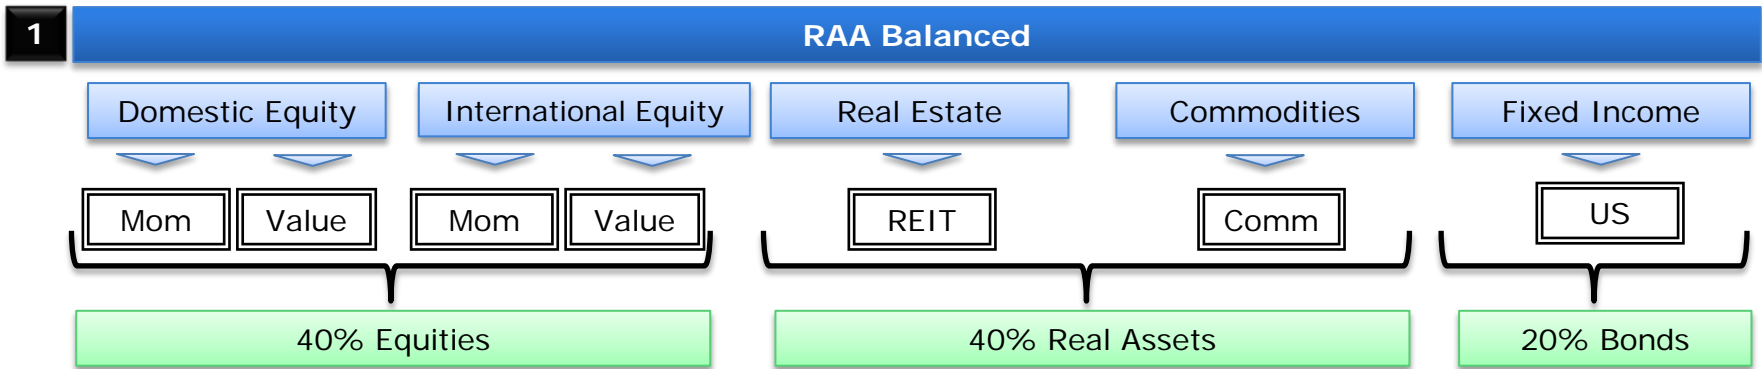 1
RAA Balanced
Domestic Equity
International Equity
Real Estate
Commodities
Fixed Income
Mom
Value
Mom
Value
REIT
Comm
US
40% Equities
40% Real Assets
20% Bonds